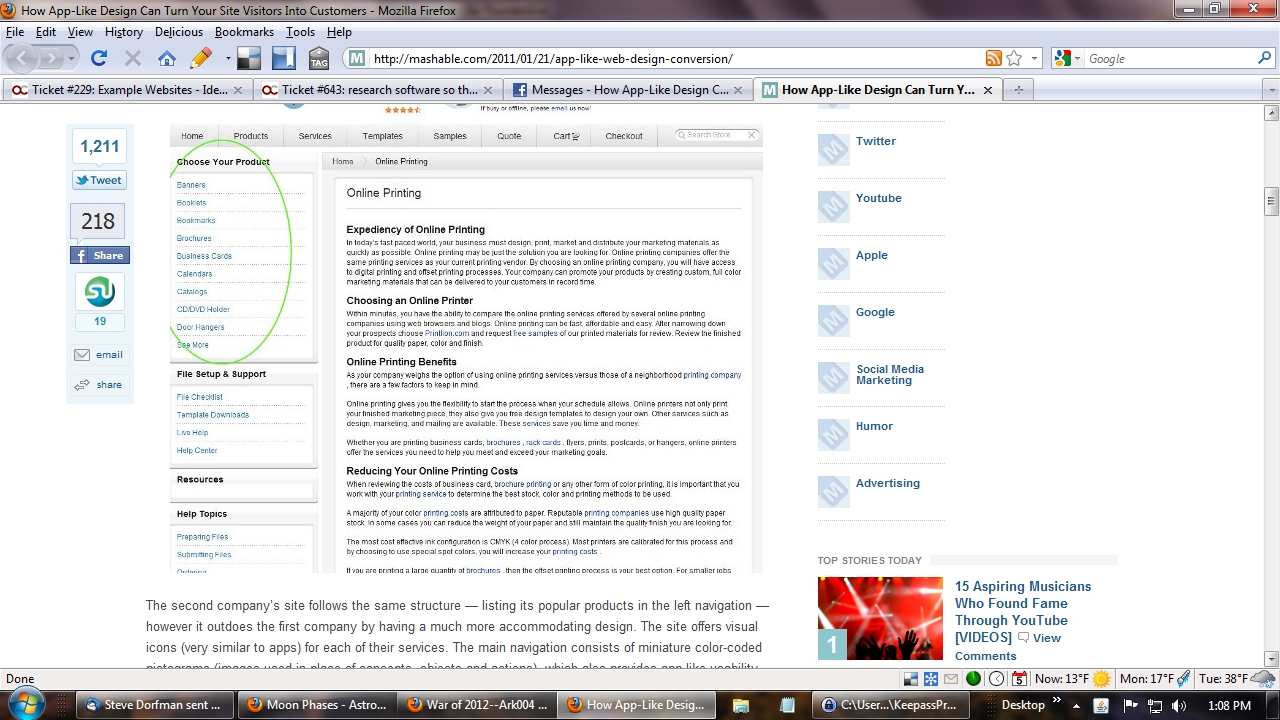 How App-Like Design Can Turn Your Site Visitors Into Customers - Mozilla Firefox
File Edit View History Delicious Bookmarks Tools Help
TAG M http://mashable.com/2011/01/21/app-like-web-design-conversion/ Google
Ticket #229: Example Websites - Ide... Ticket #643: research software so th... Messages - How App-Like Design C... How App-Like Design Can Turn Y...
If busy or offline, please email us now!
Home Products Services Templates Samples Quote Cart Checkout Search Store
1,211
Tweet
218
Share
19
email
share
Choose Your Product
Banners
Booklets
Bookmarks
Brochures
Business Cards
Calendars
Catalogs
CD/DVD Holder
Door Hangers
See More
File Setup & Support
File Checklist
Template Downloads
Live Help
Help Center
Resources
Help Topics
Preparing Files
Submitting Files
Ordering
Home Online Printing
Online Printing
Expediency of Online Printing
In today's fast paced world, your business must design, print, market and distribute your marketing materials as
quickly as possible. Online printing may be just the solution you are looking for. Online printing companies offer the
same printing services as your current printing vendor. By choosing an online printing company, you will have access
to digital printing and offset printing processes. Your company can promote your products by creating custom, full color
marketing materials that can be delivered to your customers in record time.
Choosing an Online Printer
Within minutes, you have the ability to compare the online printing services offered by several online printing
companies using web browsers and blogs. Online printing can be fast, affordable and easy. After narrowing down
your prospects choose Printlion.com and request free samples of our printed materials for review. Review the finished
product for quality paper, color and finish.
Online Printing Benefits
As your company weighs the option of using online printing services versus those of a neighborhood printing company
, there are a few factors to keep in mind.
Online printing gives you the flexibility to start the process when your schedule allows. Online printers not only print
your finished marketing piece, they also give you free design templates to design your own. Other services such as
design, marketing, and mailing are available. These services save you time and money.
Whether you are printing business cards, brochures , rack cards , flyers, prints, postcards, or hangers, online printers
offer the services you need to help you meet and exceed your marketing goals.
Reducing Your Online Printing Costs
When reviewing the costs of business card, brochure printing or any other form of color printing, it is important that you
work with your printing service to determine the best stock, color and printing methods to be used.
A majority of your color printing costs are attributed to paper. Reputable printing companies use high quality paper
stock. In some cases you can reduce the weight of your paper and still maintain the quality finish you are looking for.
The most cost effective ink configuration is CMYK (4 color process). Most printers are calibrated for this process and
by choosing to use special spot colors, you will increase your printing costs .
If you are printing a large quantity of brochures , then the offset printing process is your best option. For smaller jobs
The second company's site follows the same structure — listing its popular products in the left navigation —
however it outdoes the first company by having a much more accommodating design. The site offers visual
icons (very similar to apps) for each of their services. The main navigation consists of miniature color-coded
pictograms (images used in place of concepts, objects and actions), which also provides app-like usability.
Twitter
Youtube
Apple
Google
Social Media
Marketing
Humor
Advertising
TOP STORIES TODAY
1
15 Aspiring Musicians
Who Found Fame
Through YouTube
[VIDEOS] View
Comments
Done Now: 13°F Mon: 17°F Tue: 38°F
Steve Dorfman sent ... Moon Phases - Astro... War of 2012--Ark004 ... How App-Like Desig... C:\User...\KeepassPr... Desktop 1:08 PM